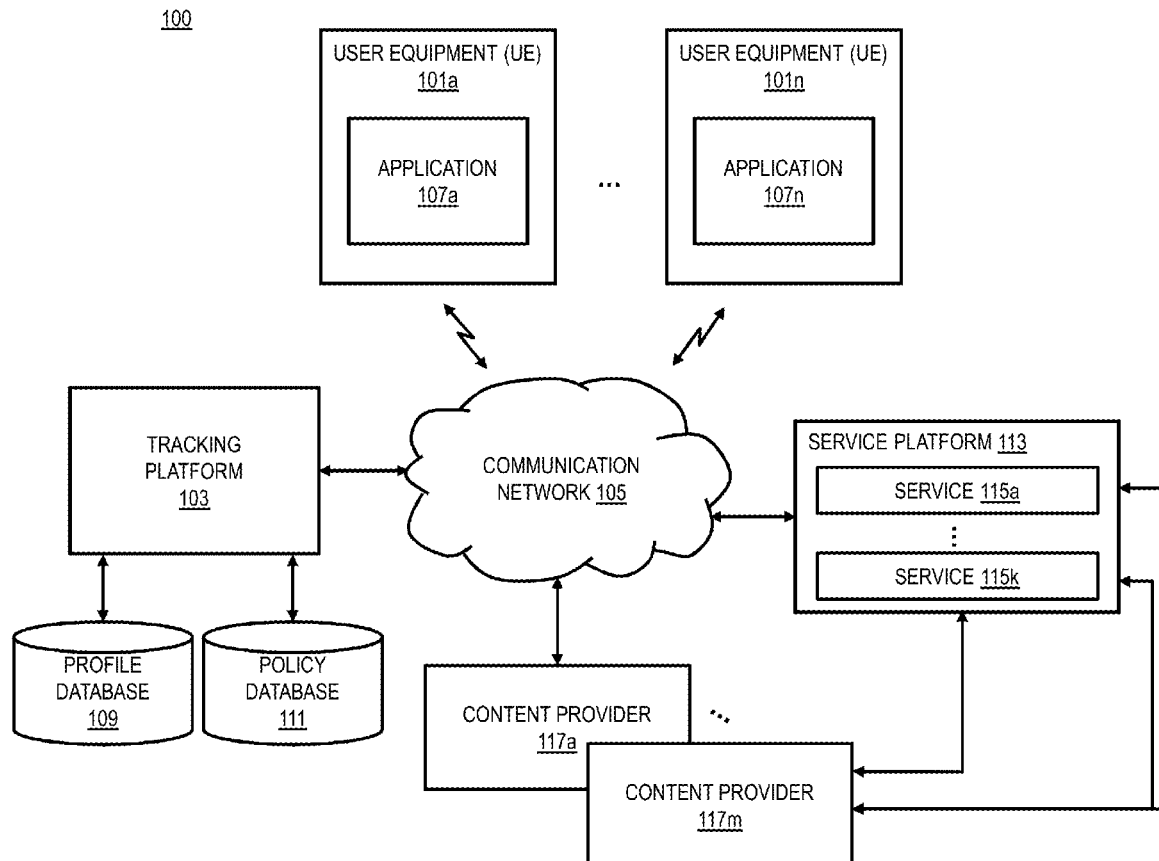 100
USER EQUIPMENT (UE)
101a
APPLICATION
107a
...
USER EQUIPMENT (UE)
101n
APPLICATION
107n
TRACKING
PLATFORM
103
COMMUNICATION
NETWORK 105
SERVICE PLATFORM 113
SERVICE 115a
...
SERVICE 115k
PROFILE
DATABASE
109
POLICY
DATABASE
111
CONTENT PROVIDER
117a
...
CONTENT PROVIDER
117m